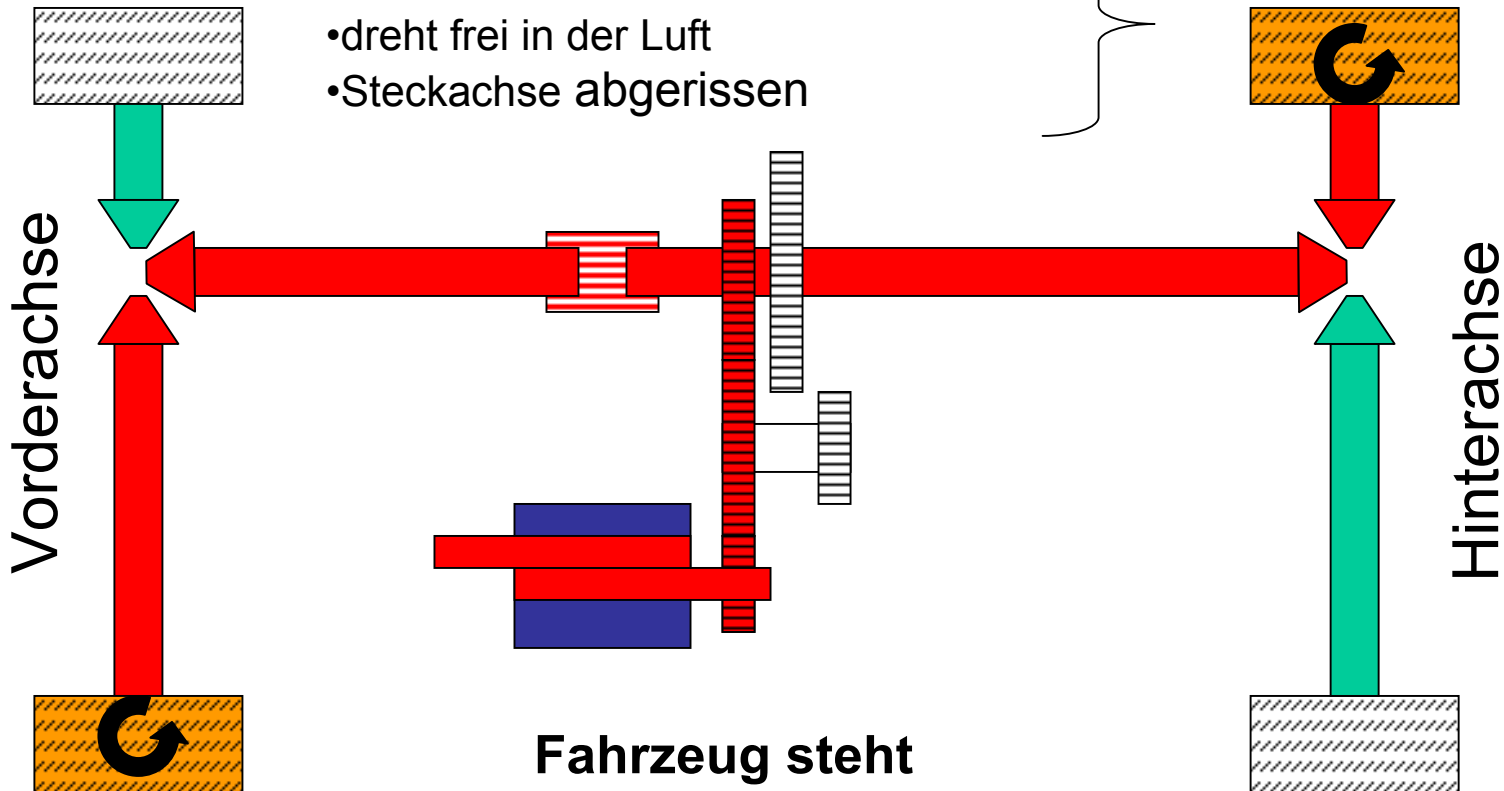 •dreht frei in der Luft
•Steckachse abgerissen
Vorderachse
Hinterachse
Fahrzeug steht